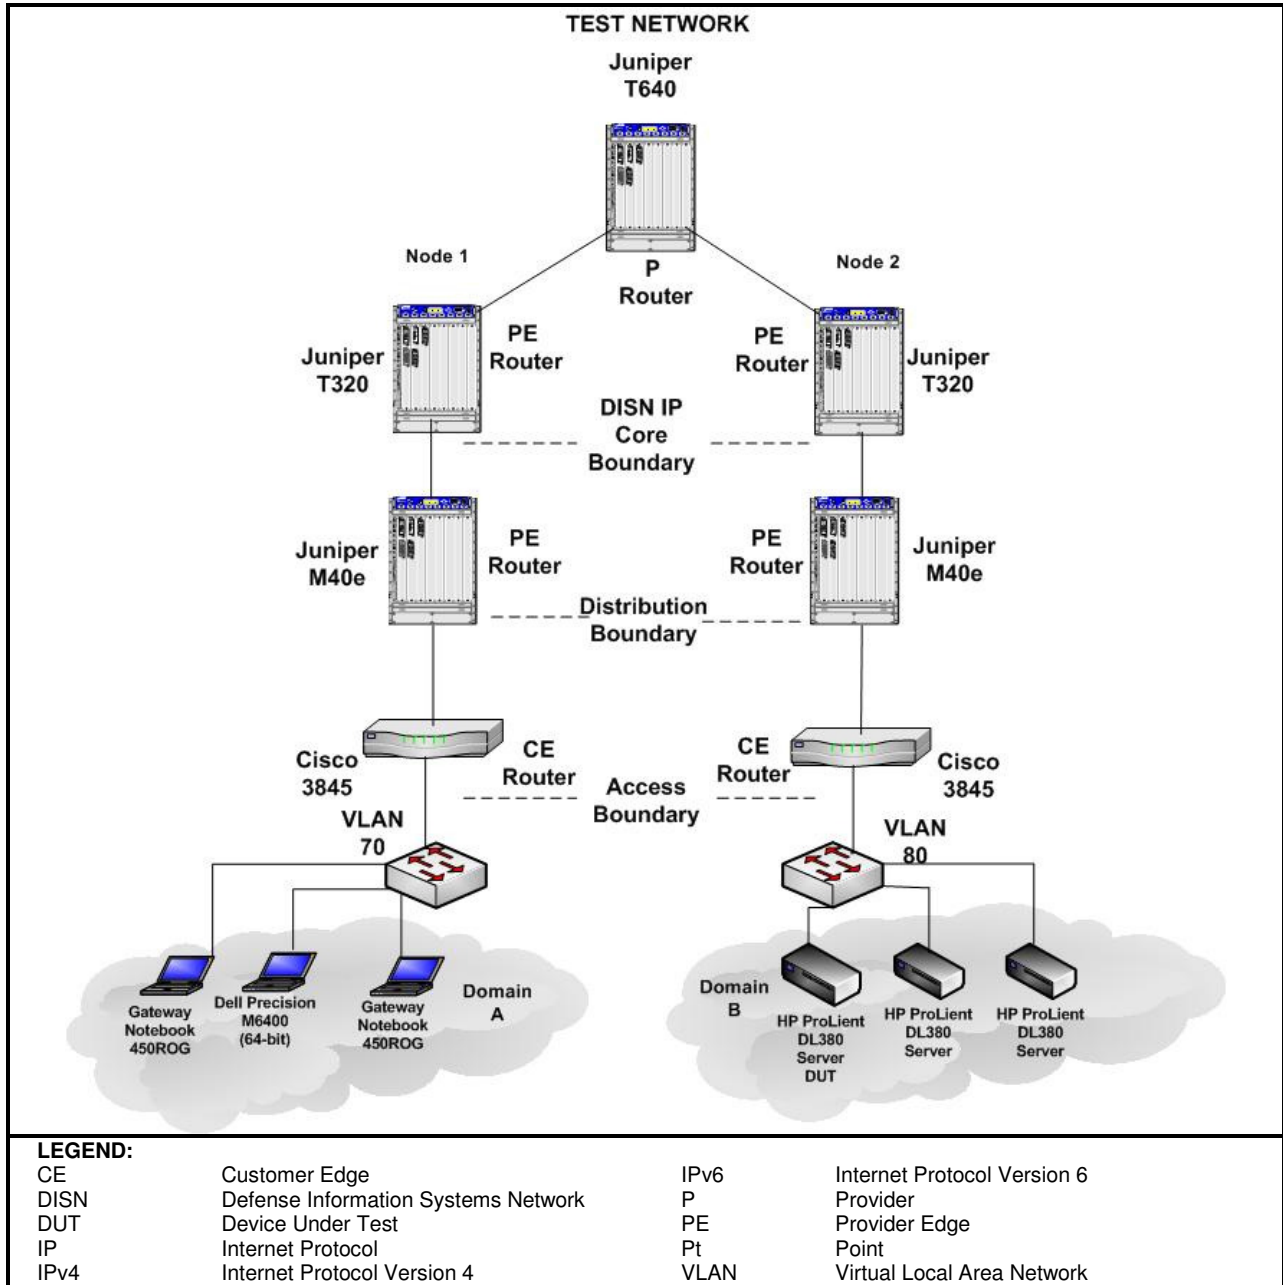 TEST NETWORK
Juniper
T640
P
Router
Node 1
Node 2
Juniper
T320
PE
Router
PE
Router
Juniper
T320
DISN IP
Core
Boundary
Juniper
M40e
PE
Router
PE
Router
Juniper
M40e
Distribution
Boundary
Cisco
3845
CE
Router
CE
Router
Cisco
3845
Access
Boundary
VLAN
70
VLAN
80
Gateway
Notebook
450ROG
Dell Precision
M6400
(64-bit)
Gateway
Notebook
450ROG
Domain
A
Domain
B
HP ProLient
DL380
Server
DUT
HP ProLient
DL380
Server
HP ProLient
DL380
Server
LEGEND:
CE Customer Edge IPv6 Internet Protocol Version 6
DISN Defense Information Systems Network P Provider
DUT Device Under Test PE Provider Edge
IP Internet Protocol Pt Point
IPv4 Internet Protocol Version 4 VLAN Virtual Local Area Network